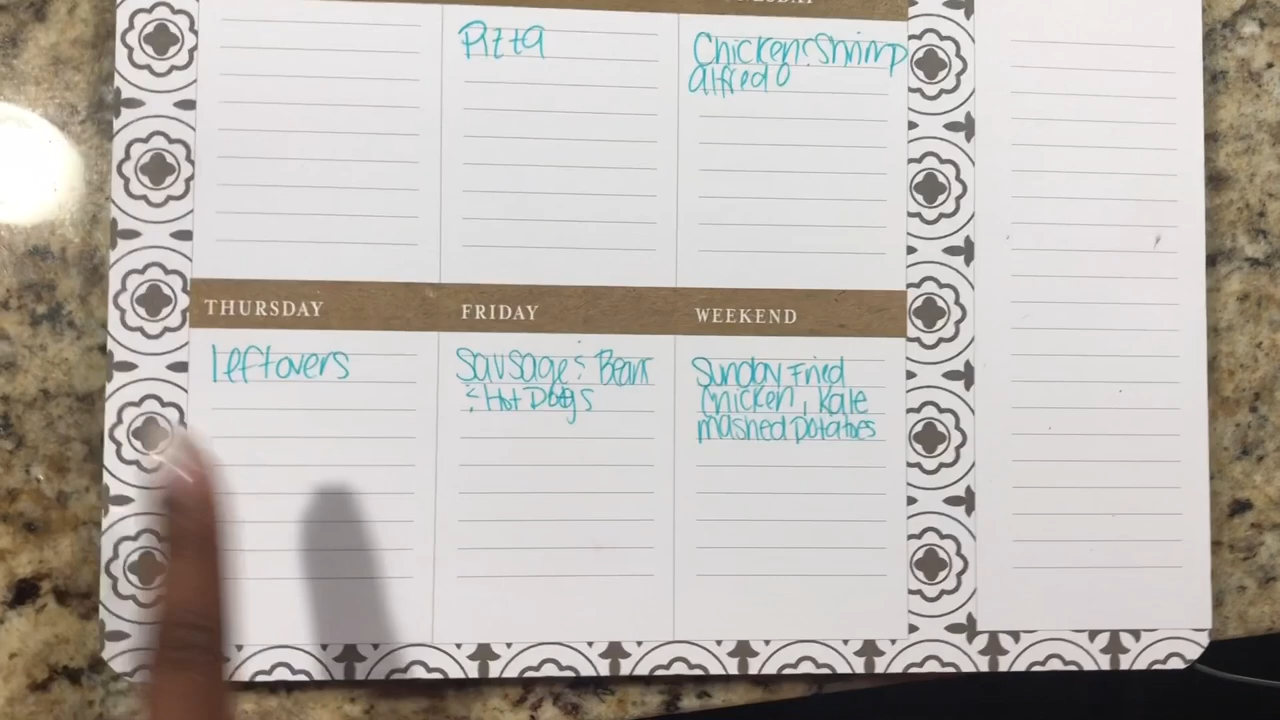 Pizza
Chicken & Shrimp
alfredo
THURSDAY
FRIDAY
WEEKEND
leftovers
Sausage & Bean
& Hot Dogs
Sunday Fried
Chicken, Kale
mashed potatoes